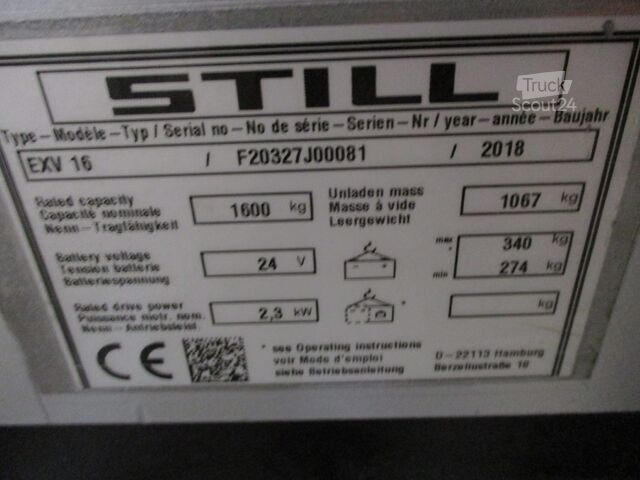 STILL
Truck
Scout24
Type – Modèle – Typ / Serial no – No de série – Serien – Nr / year – année – Baujahr
EXV 16 / F20327J00081 / 2018
Rated capacity
Capacité nominale
Nenn – Tragfähigkeit
1600 kg
Unladen mass
Masse à vide
Leergewicht
1067 kg
Battery voltage
Tension batterie
Batteriespannung
24 V
max 340 kg
min 274 kg
Rated drive power
Puissance motr. nom.
Nenn – Antriebsleist.
2,3 kW
* kg
CE
* see Operating instructions
voir Mode d'emploi
siehe Betriebsanleitung
D – 22113 Hamburg
Berzeliusstraße 10